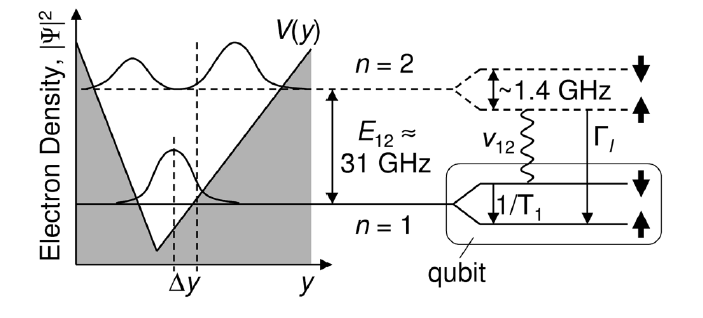 Electron Density, |Ψ|²
V(y)
n = 2
~1.4 GHz
E₁₂ ≈
31 GHz
ν₁₂
Γₗ
1/T₁
n = 1
Δy
y
qubit